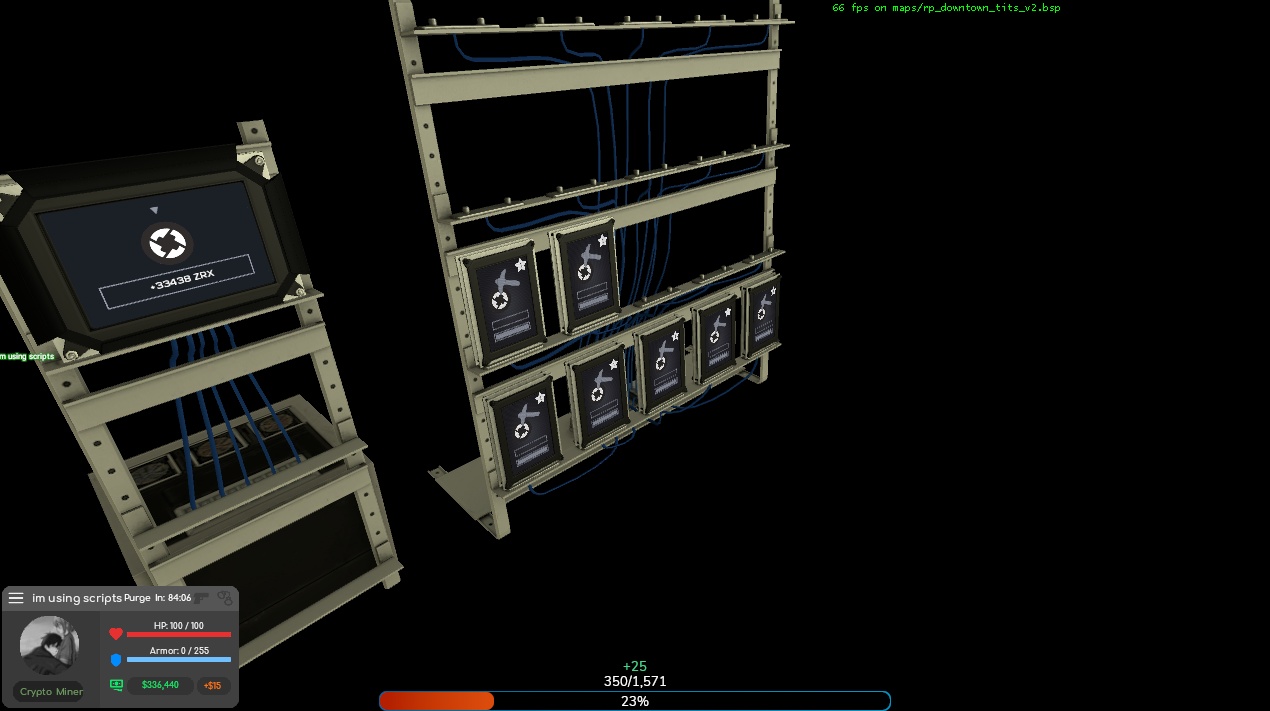 66 fps on maps/rp_downtown_tits_v2.bsp
+33438 ZRX
m using scripts
im using scripts Purge In: 84:06
HP: 100 / 100
Armor: 0 / 255
$336,440 +$15
Crypto Miner
+25
350/1,571
23%